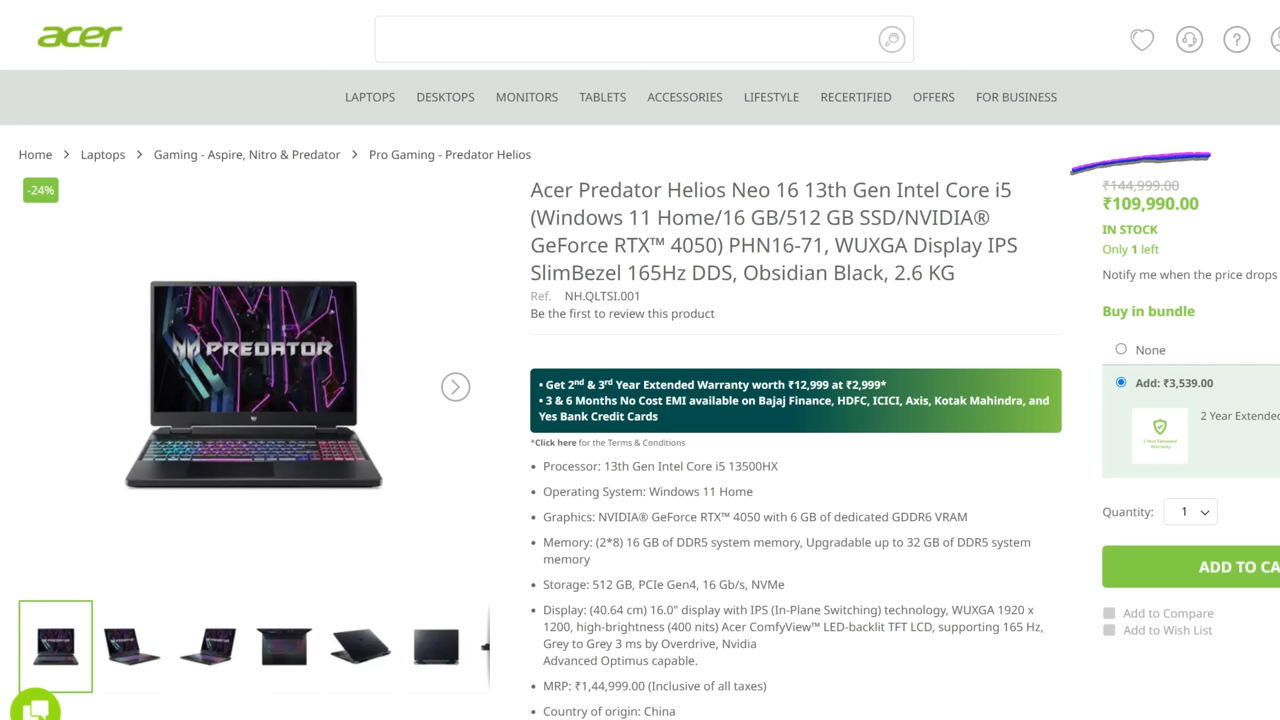 acer
LAPTOPS DESKTOPS MONITORS TABLETS ACCESSORIES LIFESTYLE RECERTIFIED OFFERS FOR BUSINESS
Home > Laptops > Gaming - Aspire, Nitro & Predator > Pro Gaming - Predator Helios
-24%
PREDATOR
Acer Predator Helios Neo 16 13th Gen Intel Core i5
(Windows 11 Home/16 GB/512 GB SSD/NVIDIA®
GeForce RTX™ 4050) PHN16-71, WUXGA Display IPS
SlimBezel 165Hz DDS, Obsidian Black, 2.6 KG
Ref. NH.QLTSI.001
Be the first to review this product
• Get 2nd & 3rd Year Extended Warranty worth ₹12,999 at ₹2,999*
• 3 & 6 Months No Cost EMI available on Bajaj Finance, HDFC, ICICI, Axis, Kotak Mahindra, and
Yes Bank Credit Cards
*Click here for the Terms & Conditions
• Processor: 13th Gen Intel Core i5 13500HX
• Operating System: Windows 11 Home
• Graphics: NVIDIA® GeForce RTX™ 4050 with 6 GB of dedicated GDDR6 VRAM
• Memory: (2*8) 16 GB of DDR5 system memory, Upgradable up to 32 GB of DDR5 system
memory
• Storage: 512 GB, PCIe Gen4, 16 Gb/s, NVMe
• Display: (40.64 cm) 16.0" display with IPS (In-Plane Switching) technology, WUXGA 1920 x
1200, high-brightness (400 nits) Acer ComfyView™ LED-backlit TFT LCD, supporting 165 Hz,
Grey to Grey 3 ms by Overdrive, Nvidia
Advanced Optimus capable.
• MRP: ₹1,44,999.00 (Inclusive of all taxes)
• Country of origin: China
₹144,999.00
₹109,990.00
IN STOCK
Only 1 left
Notify me when the price drops
Buy in bundle
None
Add: ₹3,539.00
2 Year Extended
Warranty
2 Year Extended
Quantity: 1
ADD TO CA
Add to Compare
Add to Wish List